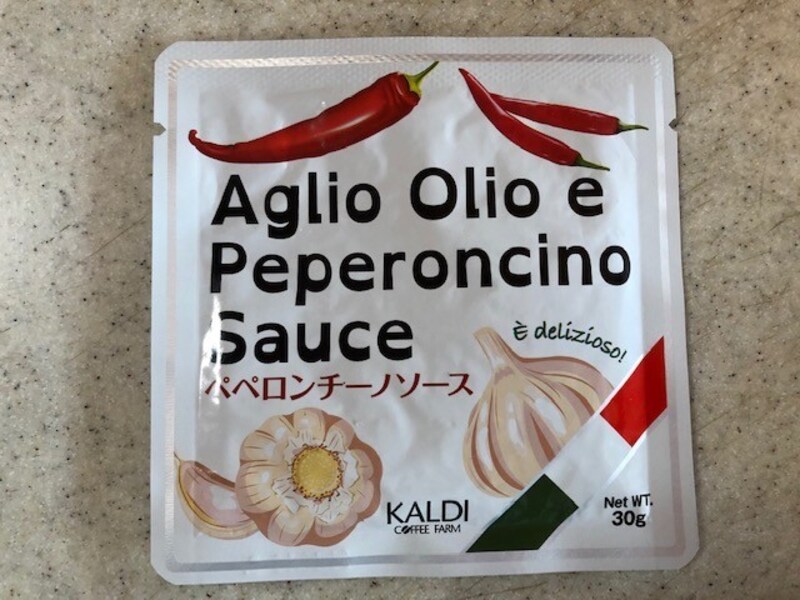 Aglio Olio e
Peperoncino
Sauce
ペペロンチーノソース
È delizioso!
KALDI
COFFEE FARM
Net WT.
30g